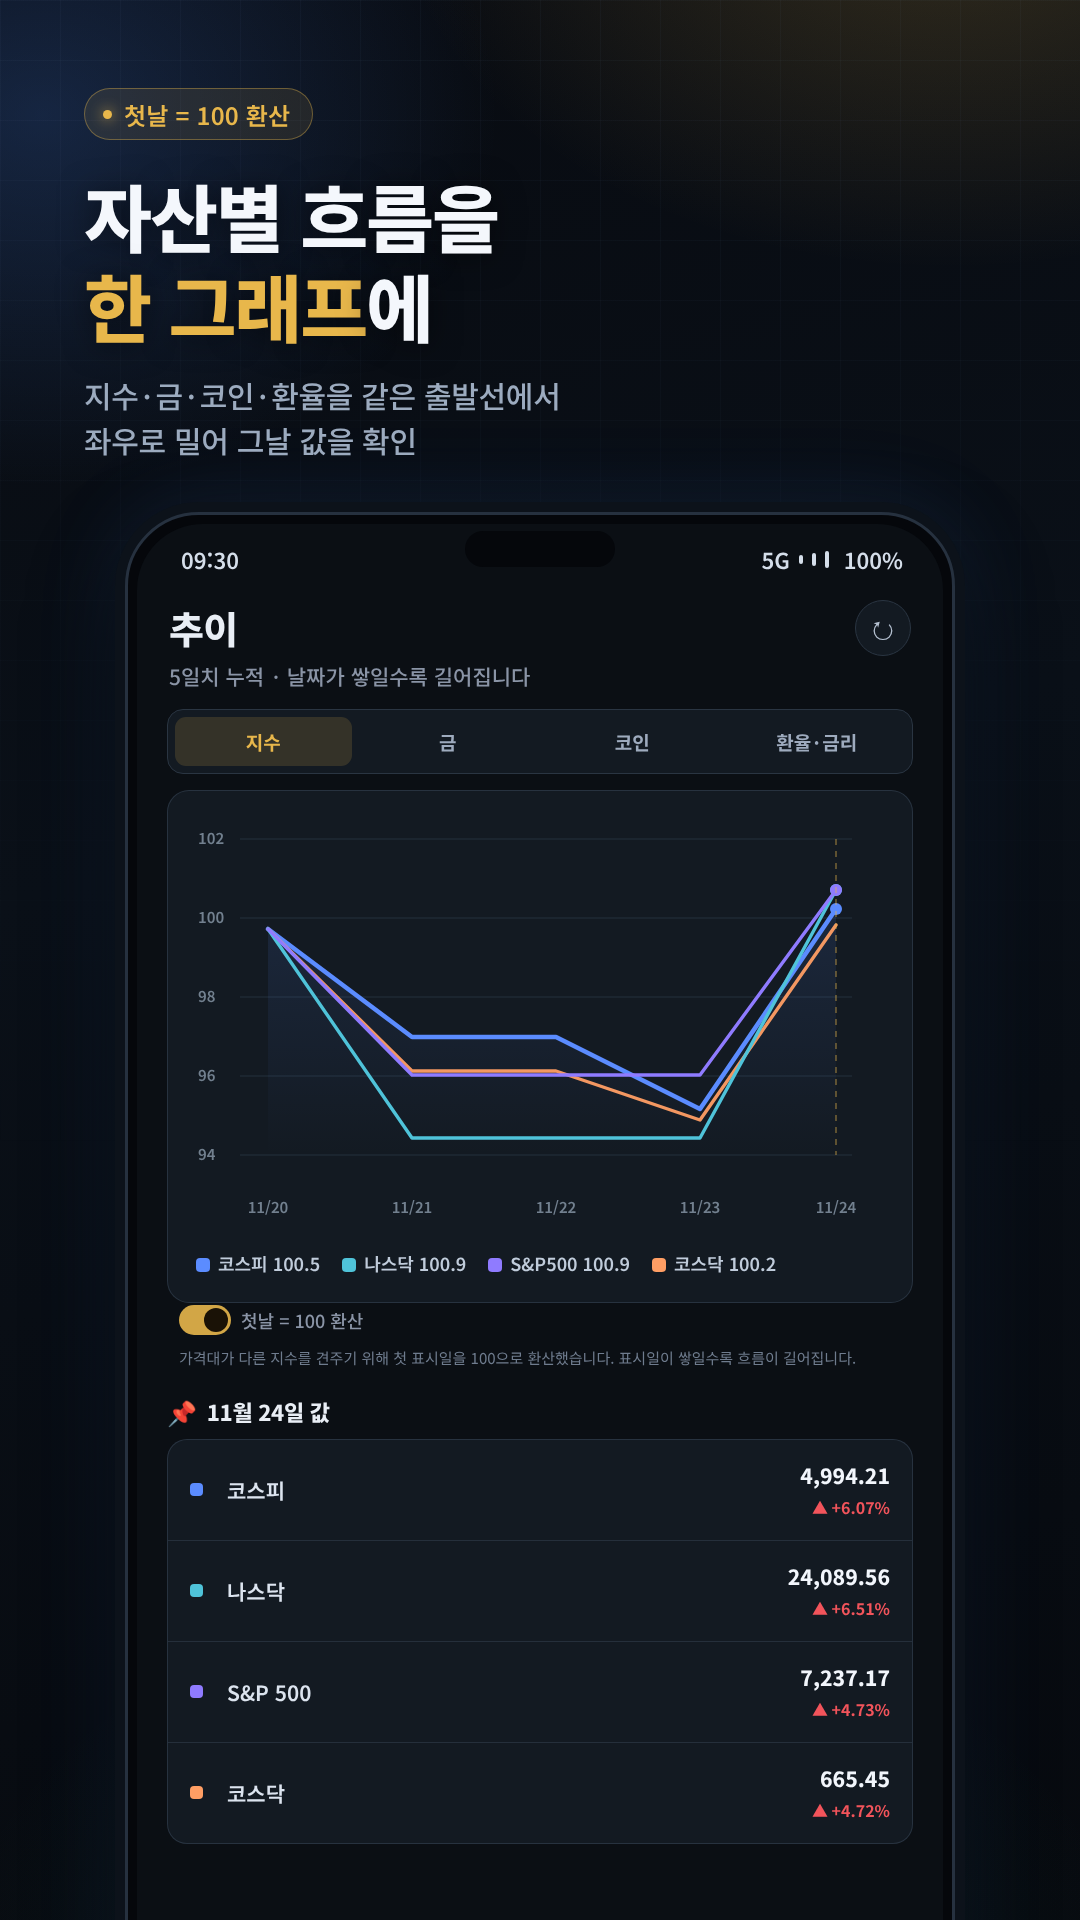 첫날 = 100 환산
자산별 흐름을
한 그래프에
지수·금·코인·환율을 같은 출발선에서
좌우로 밀어 그날 값을 확인
09:30
5G 100%
추이
5일치 누적 · 날짜가 쌓일수록 길어집니다
지수 금 코인 환율·금리
102
100
98
96
94
11/20 11/21 11/22 11/23 11/24
코스피 100.5 나스닥 100.9 S&P500 100.9 코스닥 100.2
첫날 = 100 환산
가격대가 다른 지수를 견주기 위해 첫 표시일을 100으로 환산했습니다. 표시일이 쌓일수록 흐름이 길어집니다.
📌 11월 24일 값
코스피 4,994.21
▲ +6.07%
나스닥 24,089.56
▲ +6.51%
S&P 500 7,237.17
▲ +4.73%
코스닥 665.45
▲ +4.72%